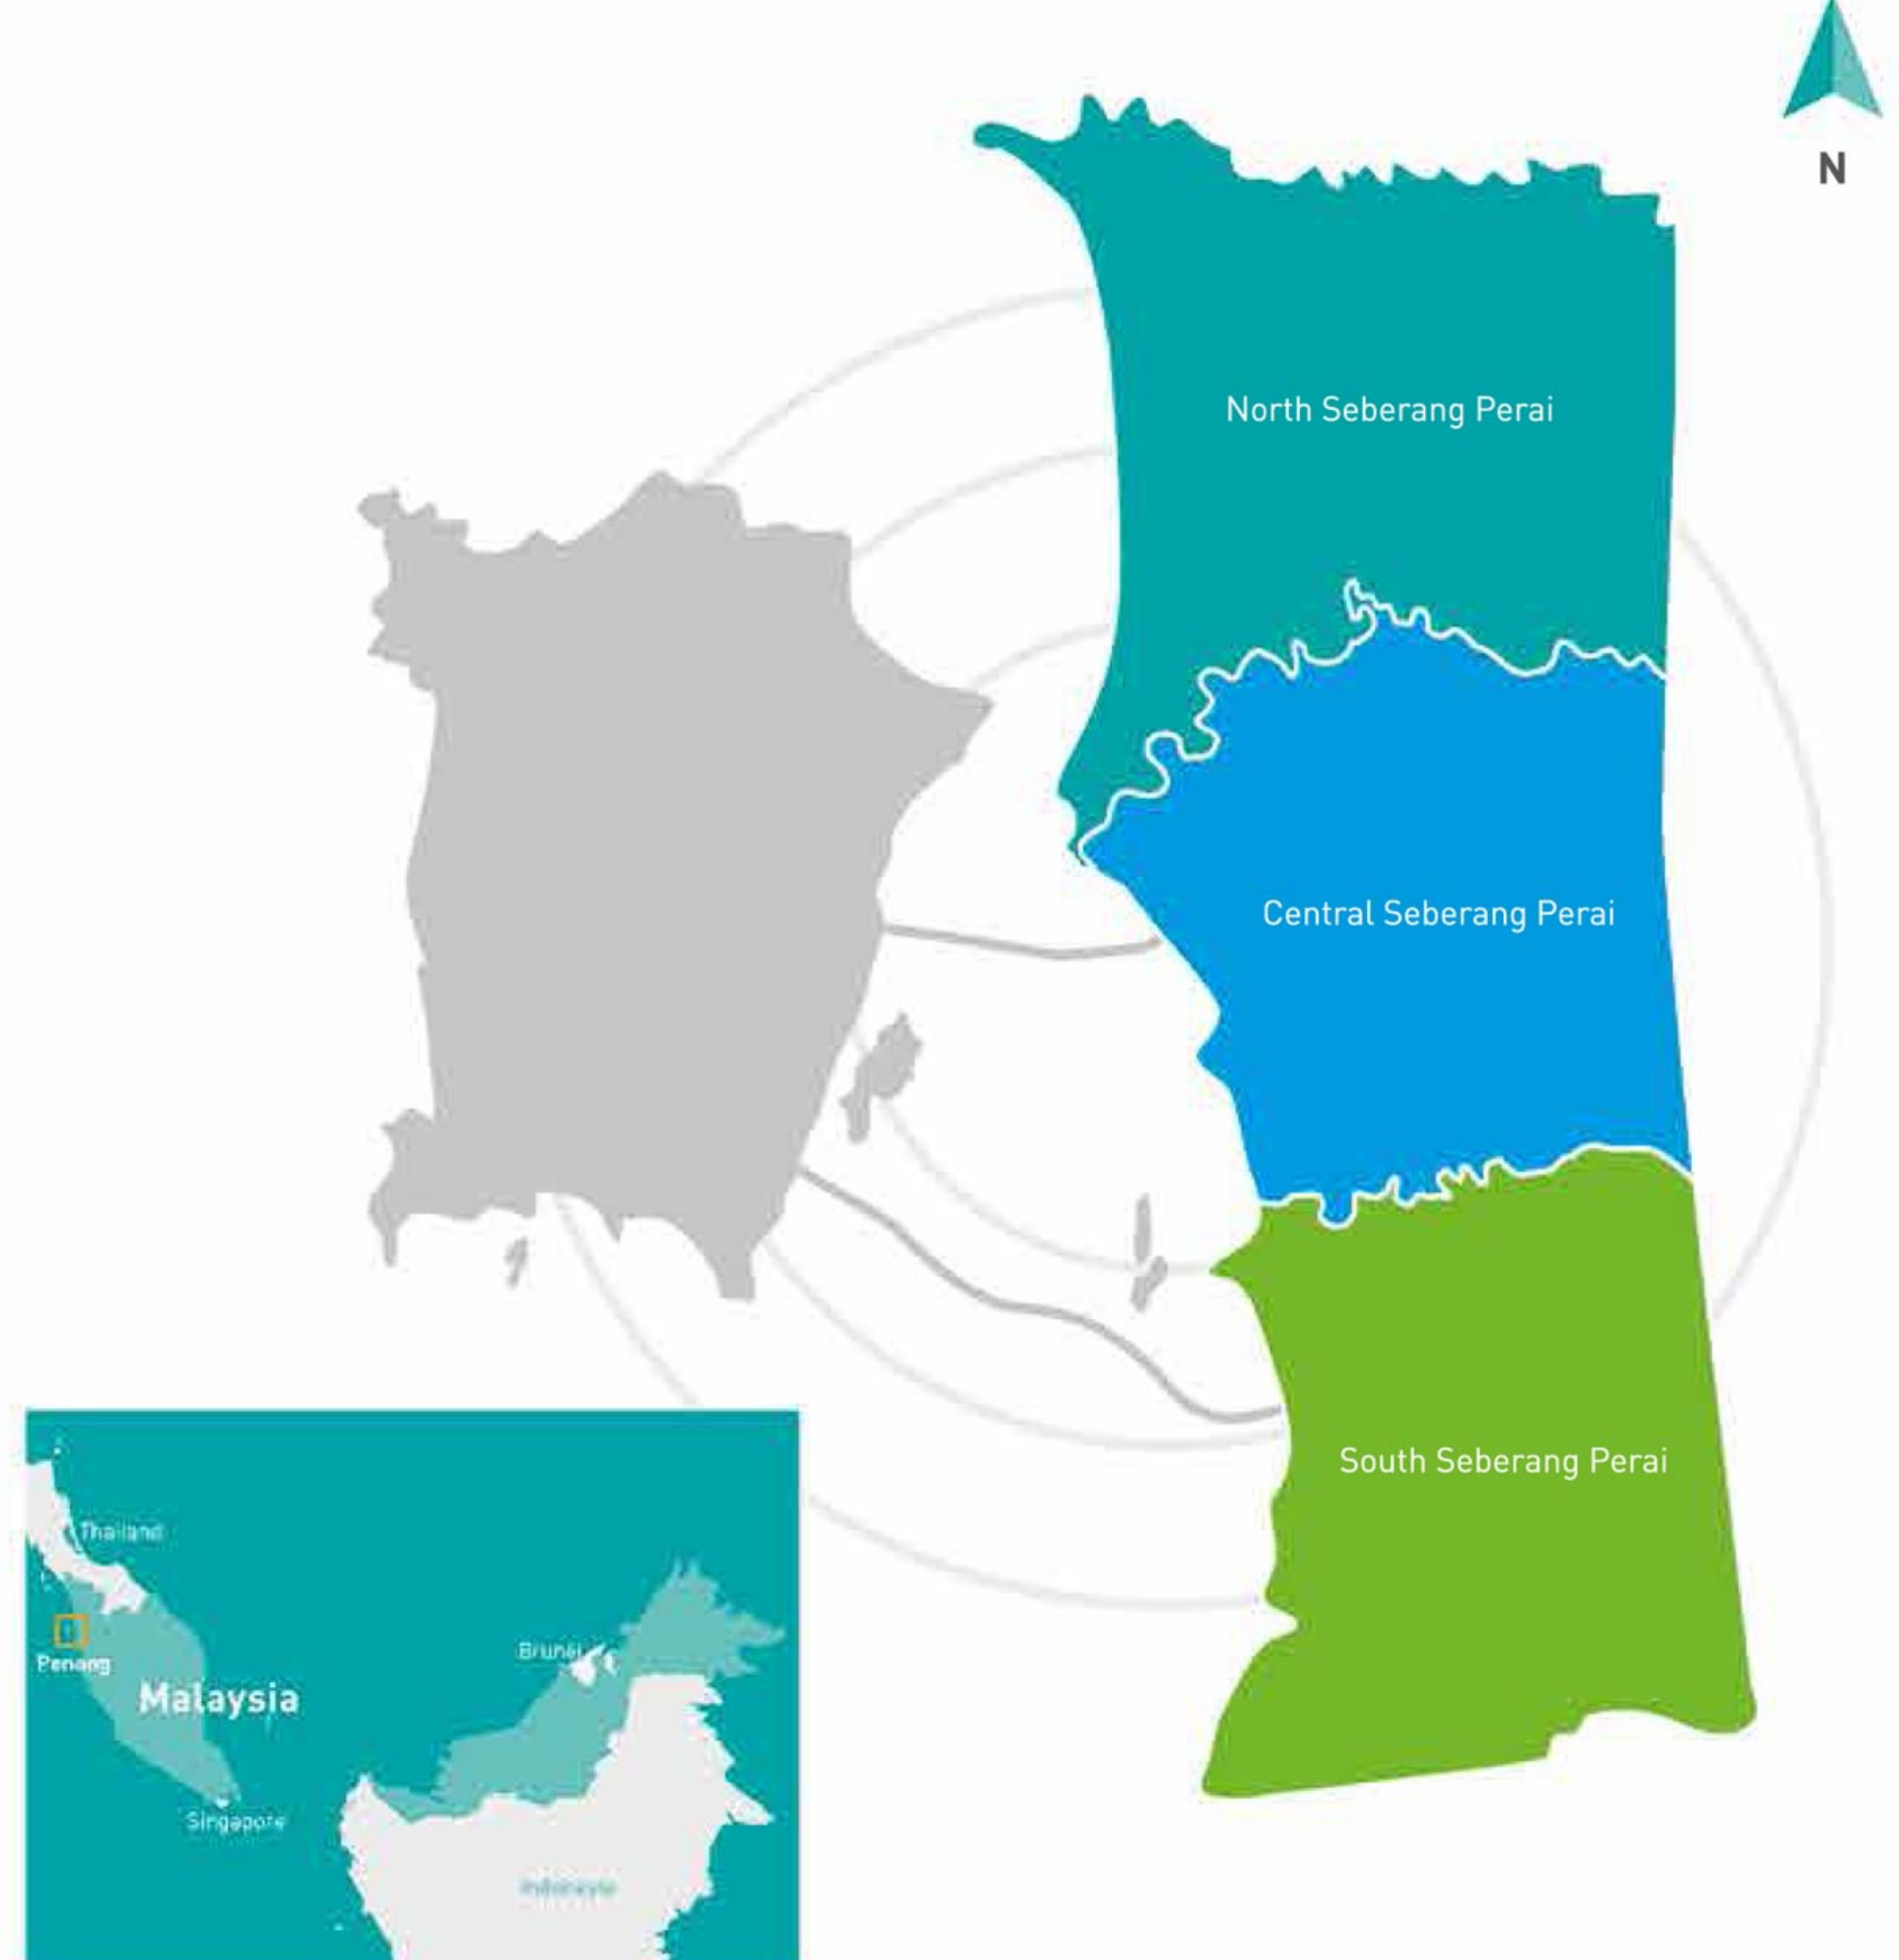 N
North Seberang Perai
Central Seberang Perai
South Seberang Perai
Thailand
Penang
Malaysia
Brunei
Singapore
Indonesia